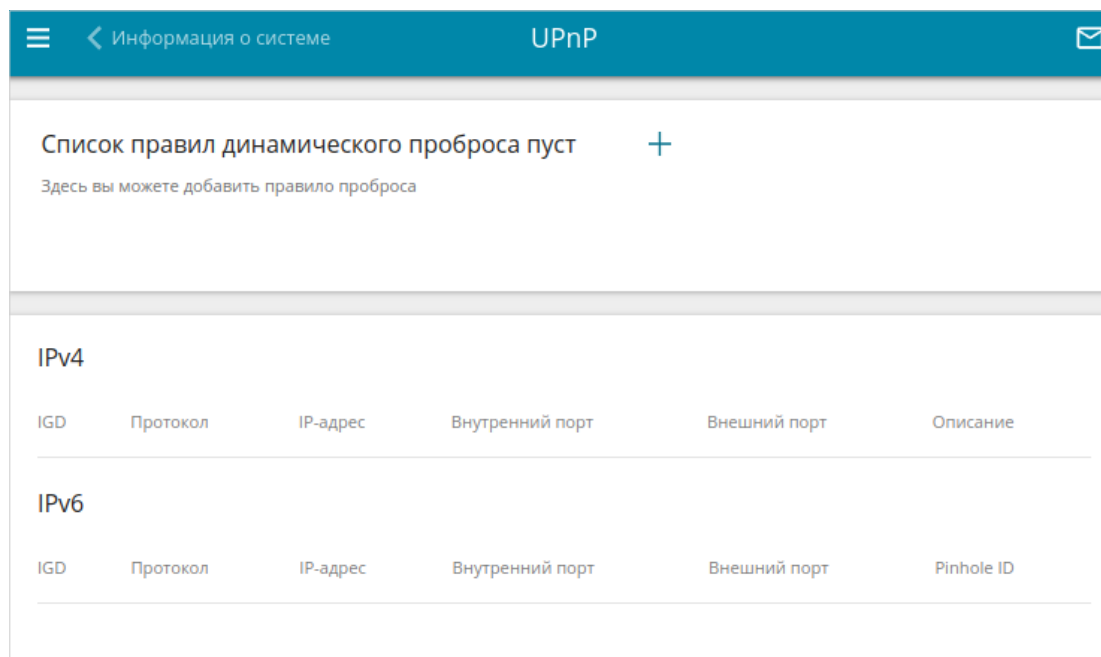 Информация о системе UPnP
Список правил динамического проброса пуст
Здесь вы можете добавить правило проброса
IPv4
IGD Протокол IP-адрес Внутренний порт Внешний порт Описание
IPv6
IGD Протокол IP-адрес Внутренний порт Внешний порт Pinhole ID